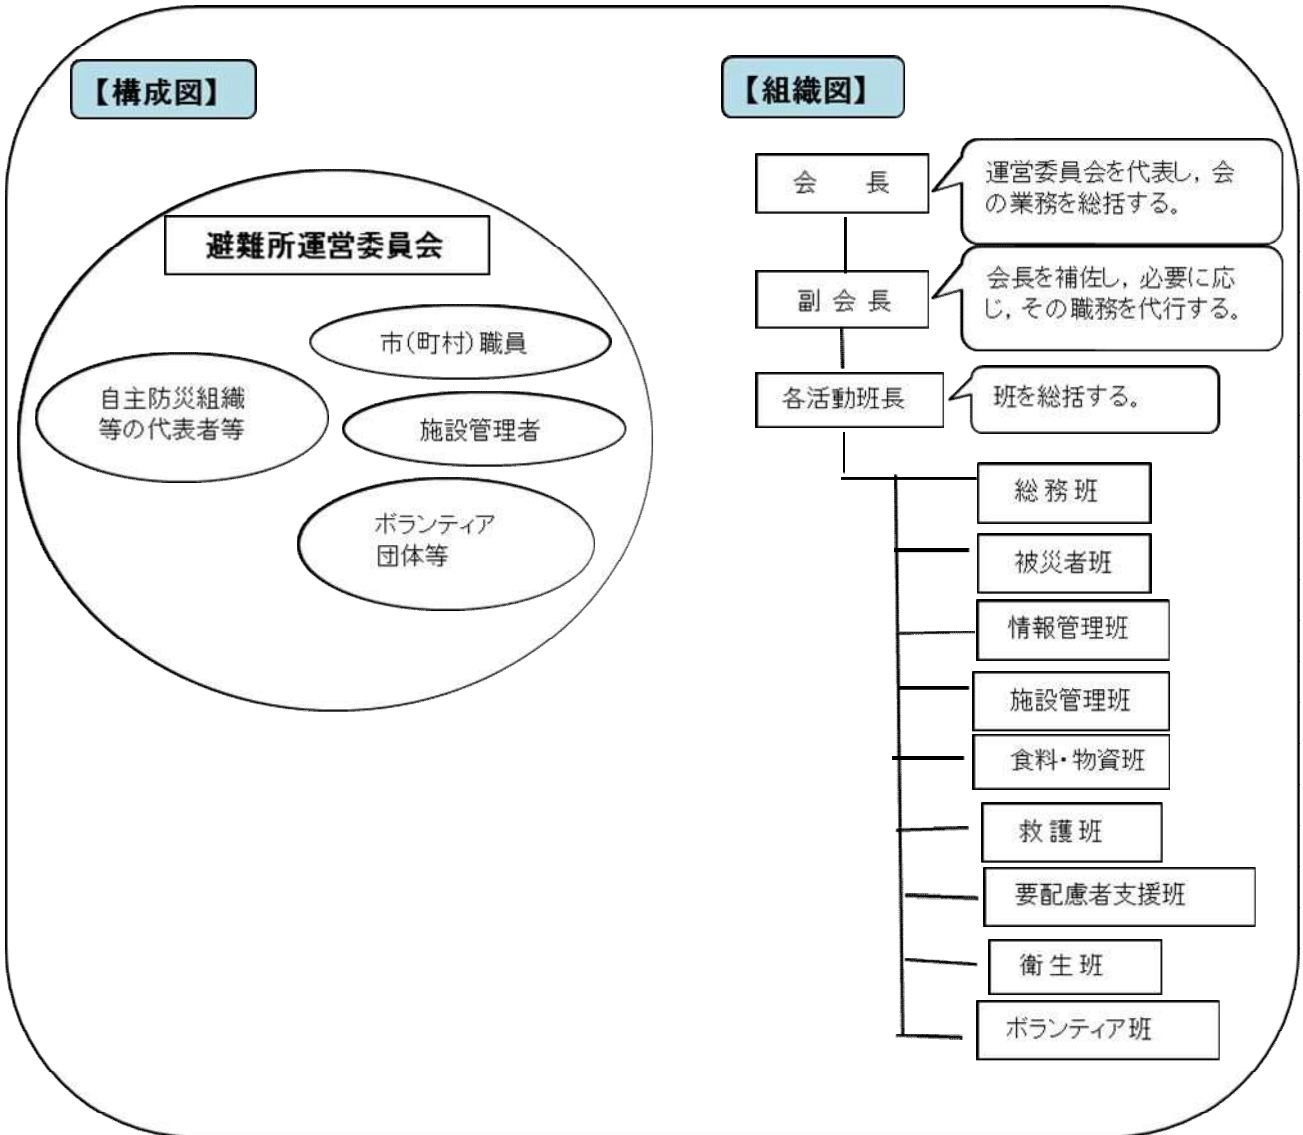 【構成図】
避難所運営委員会
市(町村)職員
自主防災組織
等の代表者等
施設管理者
ボランティア
団体等
【組織図】
会　長
運営委員会を代表し，会
の業務を総括する。
副会長
会長を補佐し，必要に応
じ，その職務を代行する。
各活動班長
班を総括する。
総務班
被災者班
情報管理班
施設管理班
食料・物資班
救護班
要配慮者支援班
衛生班
ボランティア班